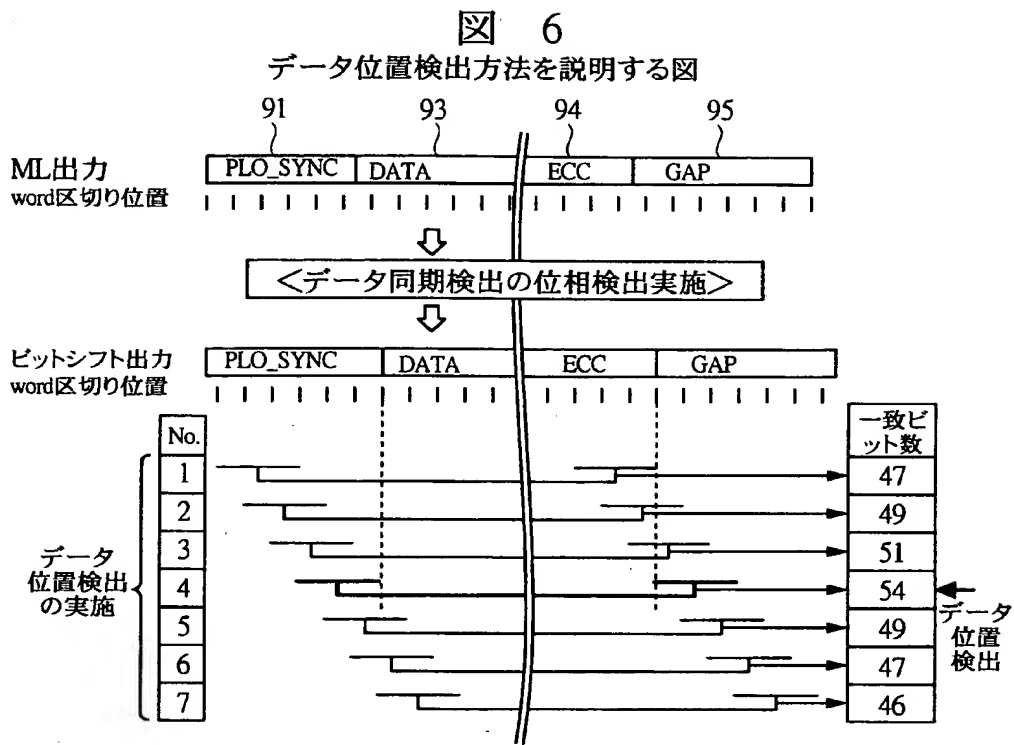 図 6
データ位置検出方法を説明する図
91 93 94 95
ML出力 PLO_SYNC DATA ECC GAP
word区切り位置
<データ同期検出の位相検出実施>
ビットシフト出力 PLO_SYNC DATA ECC GAP
word区切り位置
No. 一致ビ
ット数
1 47
2 49
3 51
4 54
5 49
6 47
7 46
データ
位置検出
の実施
データ
位置
検出